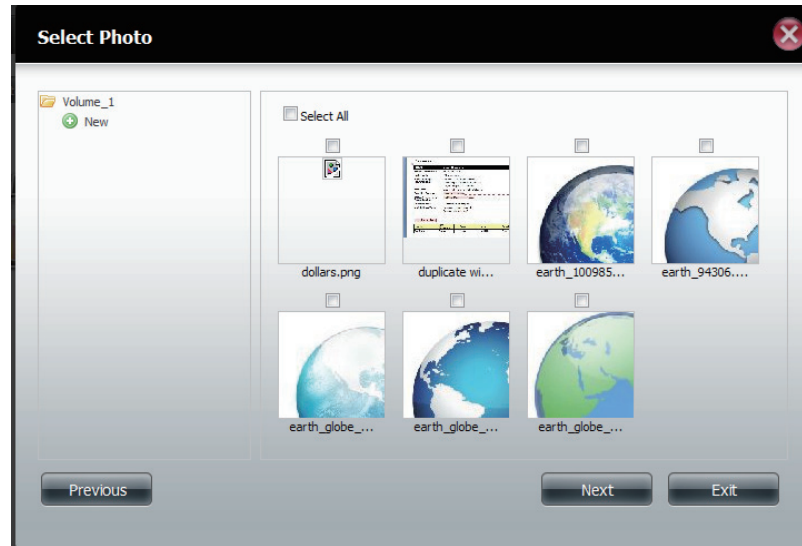 Select Photo
Volume_1
New
Select All
dollars.png
duplicate wi...
earth_100985...
earth_94306....
earth_globe_...
earth_globe_...
earth_globe_...
Previous
Next
Exit